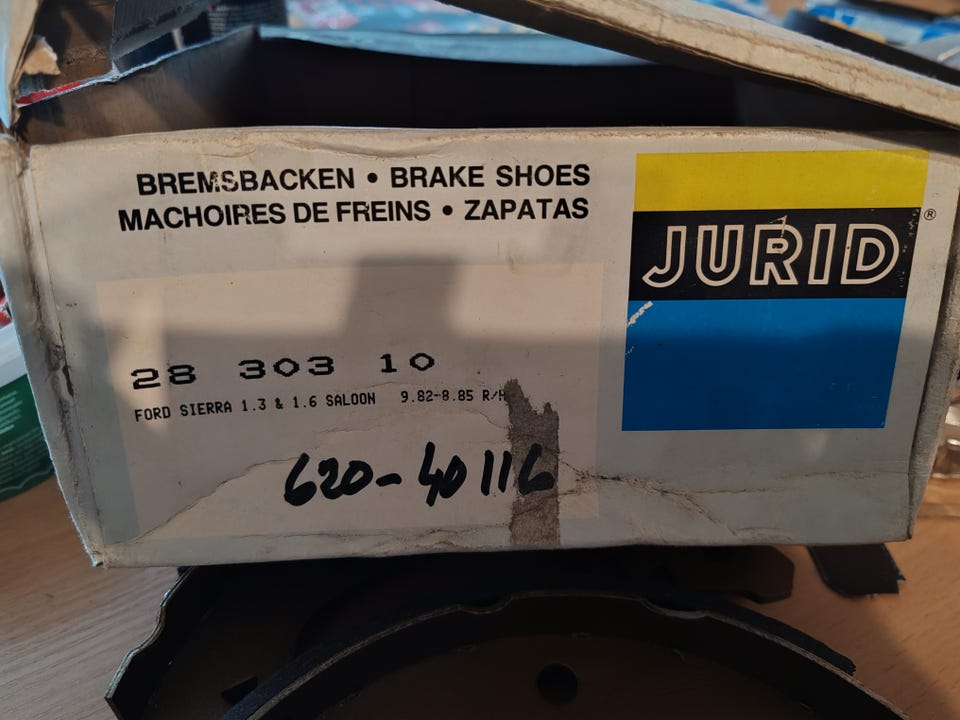 BREMSBACKEN • BRAKE SHOES
MACHOIRES DE FREINS • ZAPATAS
JURID®
28 303 10
FORD SIERRA 1.3 & 1.6 SALOON 9.82-8.85 R/H
620-40116